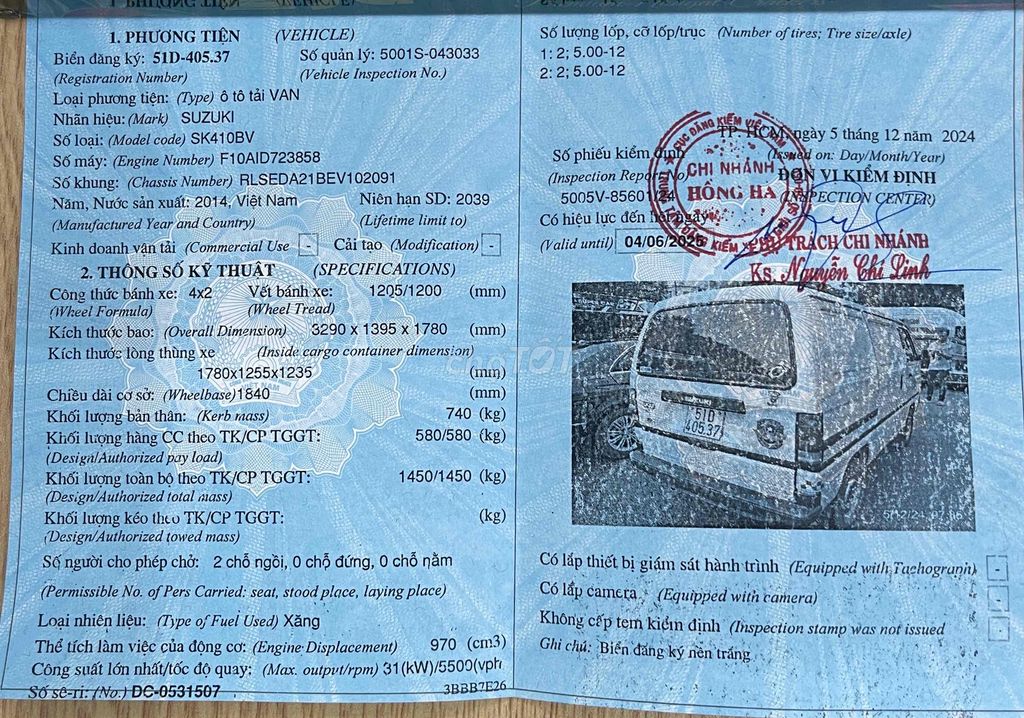 1. PHƯƠNG TIỆN (VEHICLE)
Biển đăng ký: 51D-405.37 Số quản lý: 5001S-043033
(Registration Number) (Vehicle Inspection No.)
Loại phương tiện: (Type) ô tô tải VAN
Nhãn hiệu: (Mark) SUZUKI
Số loại: (Model code) SK410BV
Số máy: (Engine Number) F10AID723858
Số khung: (Chassis Number) RLSEDA21BEV102091
Năm, Nước sản xuất: 2014, Việt Nam Niên hạn SD: 2039
(Manufactured Year and Country) (Lifetime limit to)
Kinh doanh vận tải (Commercial Use - Cải tạo (Modification) -
2. THÔNG SỐ KỸ THUẬT (SPECIFICATIONS)
Công thức bánh xe: 4x2 Vết bánh xe: 1205/1200 (mm)
(Wheel Formula) (Wheel Tread)
Kích thước bao: (Overall Dimension) 3290 x 1395 x 1780 (mm)
Kích thước lòng thùng xe (Inside cargo container dimension)
1780x1255x1235 (mm)
Chiều dài cơ sở: (Wheelbase) 1840 (mm)
Khối lượng bản thân: (Kerb mass) 740 (kg)
Khối lượng hàng CC theo TK/CP TGGT: 580/580 (kg)
(Design/Authorized pay load)
Khối lượng toàn bộ theo TK/CP TGGT: 1450/1450 (kg)
(Design/Authorized total mass)
Khối lượng kéo theo TK/CP TGGT: (kg)
(Design/Authorized towed mass)
Số người cho phép chở: 2 chỗ ngồi, 0 chỗ đứng, 0 chỗ nằm
(Permissible No. of Pers Carried: seat, stood place, laying place)
Loại nhiên liệu: (Type of Fuel Used) Xăng
Thể tích làm việc của động cơ: (Engine Displacement) 970 (cm3)
Công suất lớn nhất/tốc độ quay: (Max. output/rpm) 31(kW)/5500(vph
Số sê-ri: (No.) DC-0531507 3BBB7E26
Số lượng lốp, cỡ lốp/trục (Number of tires; Tire size/axle)
1: 2; 5.00-12
2: 2; 5.00-12
TP. HCM, ngày 5 tháng 12 năm 2024
Số phiếu kiểm định (Issued on: Day/Month/Year)
(Inspection Report No) ĐƠN VỊ KIỂM ĐỊNH
5005V-85601/24 (INSPECTION CENTER)
Có hiệu lực đến hết ngày
(Valid until) 04/06/2025
CHI NHÁNH
HỒNG HÀ
PHỤ TRÁCH CHI NHÁNH
Ks. Nguyễn Chí Linh
CHỢ TỐT
SUZUKI
51D
405.37
5/12/24
Có lắp thiết bị giám sát hành trình (Equipped with Tachograph) -
Có lắp camera (Equipped with camera) -
Không cấp tem kiểm định (Inspection stamp was not issued -
Ghi chú: Biển đăng ký nền trắng